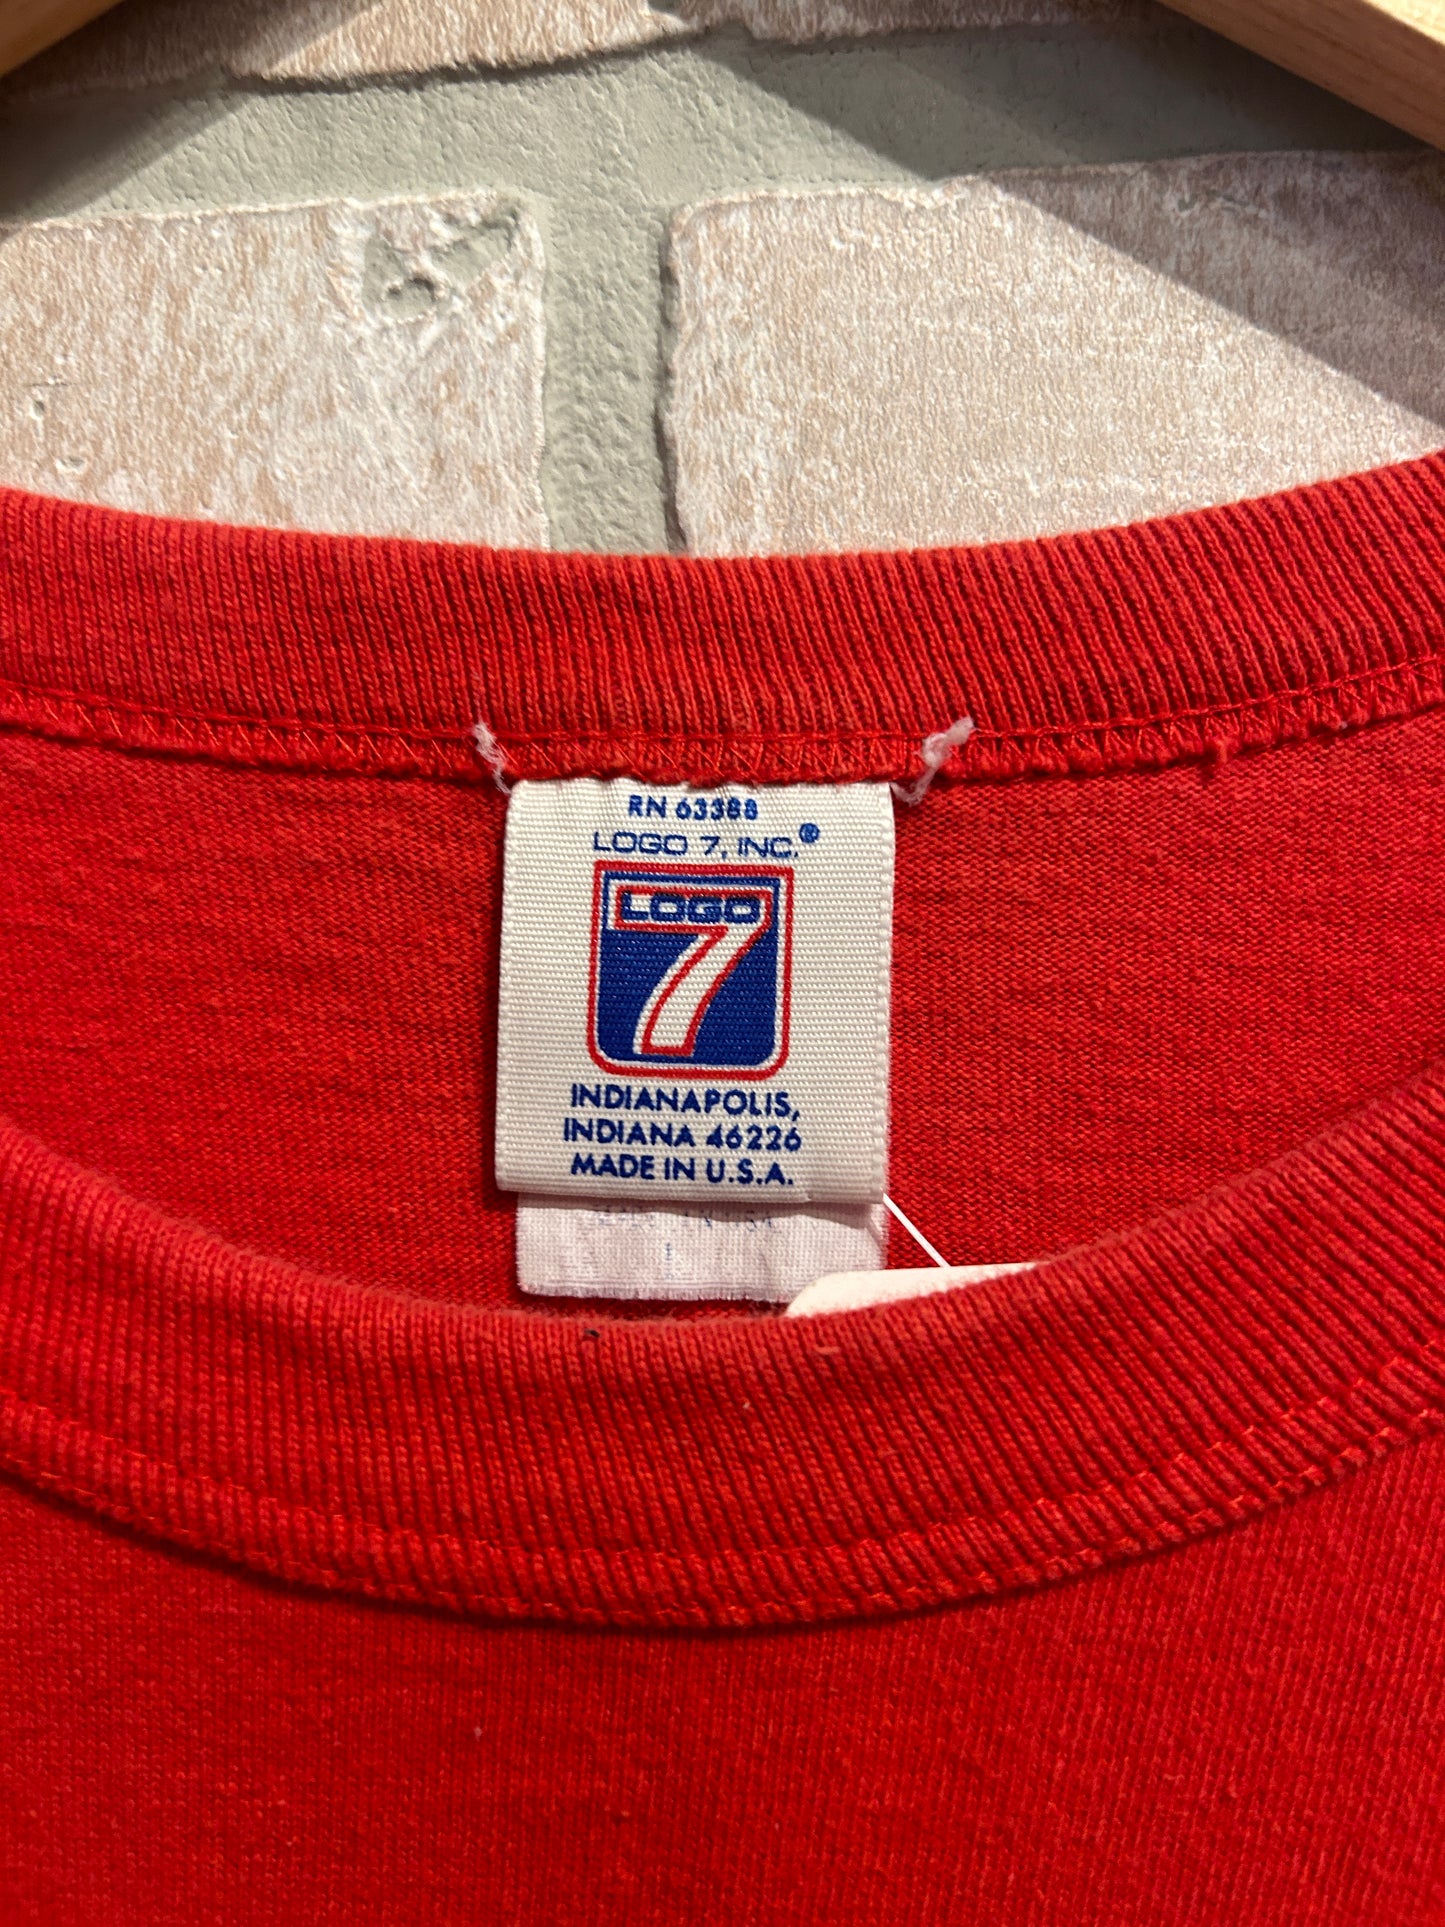 RN 63388
LOGO 7, INC.®
LOGO
7
INDIANAPOLIS,
INDIANA 46226
MADE IN U.S.A.